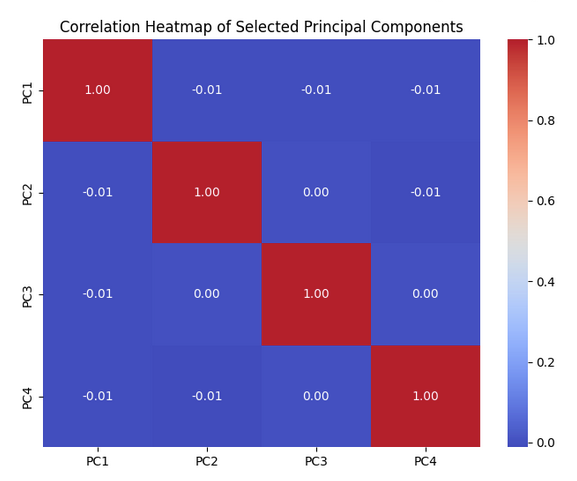 Correlation Heatmap of Selected Principal Components
PC1 1.00 -0.01 -0.01 -0.01
PC2 -0.01 1.00 0.00 -0.01
PC3 -0.01 0.00 1.00 0.00
PC4 -0.01 -0.01 0.00 1.00
PC1 PC2 PC3 PC4
1.0
0.8
0.6
0.4
0.2
0.0